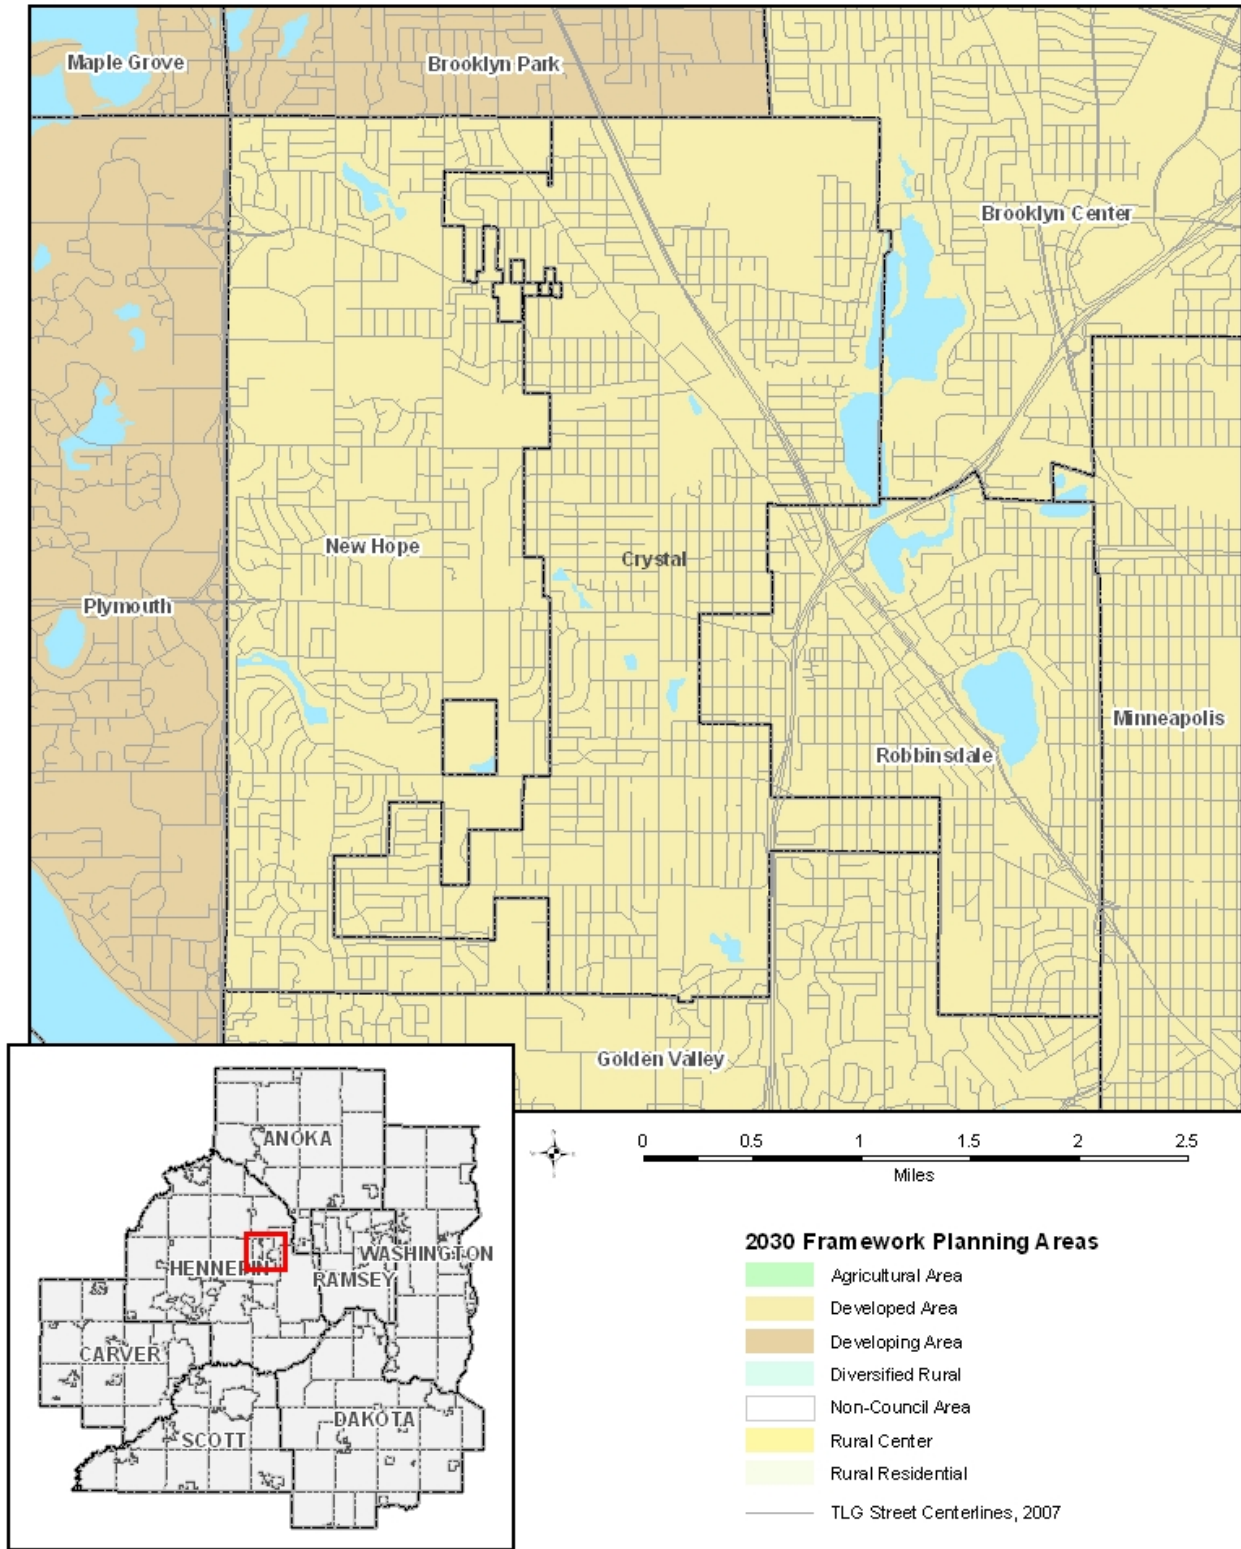 Maple Grove
Brooklyn Park
Brooklyn Center
New Hope
Crystal
Plymouth
Minneapolis
Robbinsdale
Golden Valley
ANOKA
WASHINGTON
HENNEPIN
RAMSEY
CARVER
DAKOTA
SCOTT
0 0.5 1 1.5 2 2.5
Miles
2030 Framework Planning Areas
Agricultural Area
Developed Area
Developing Area
Diversified Rural
Non-Council Area
Rural Center
Rural Residential
TLG Street Centerlines, 2007